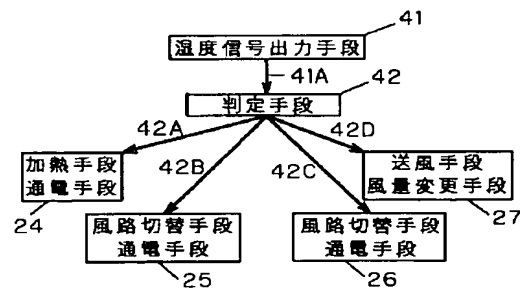 41
温度信号出力手段
41A
42
判定手段
42A
42B
42C
42D
加熱手段
通電手段
24
送風手段
風量変更手段
27
風路切替手段
通電手段
25
風路切替手段
通電手段
26